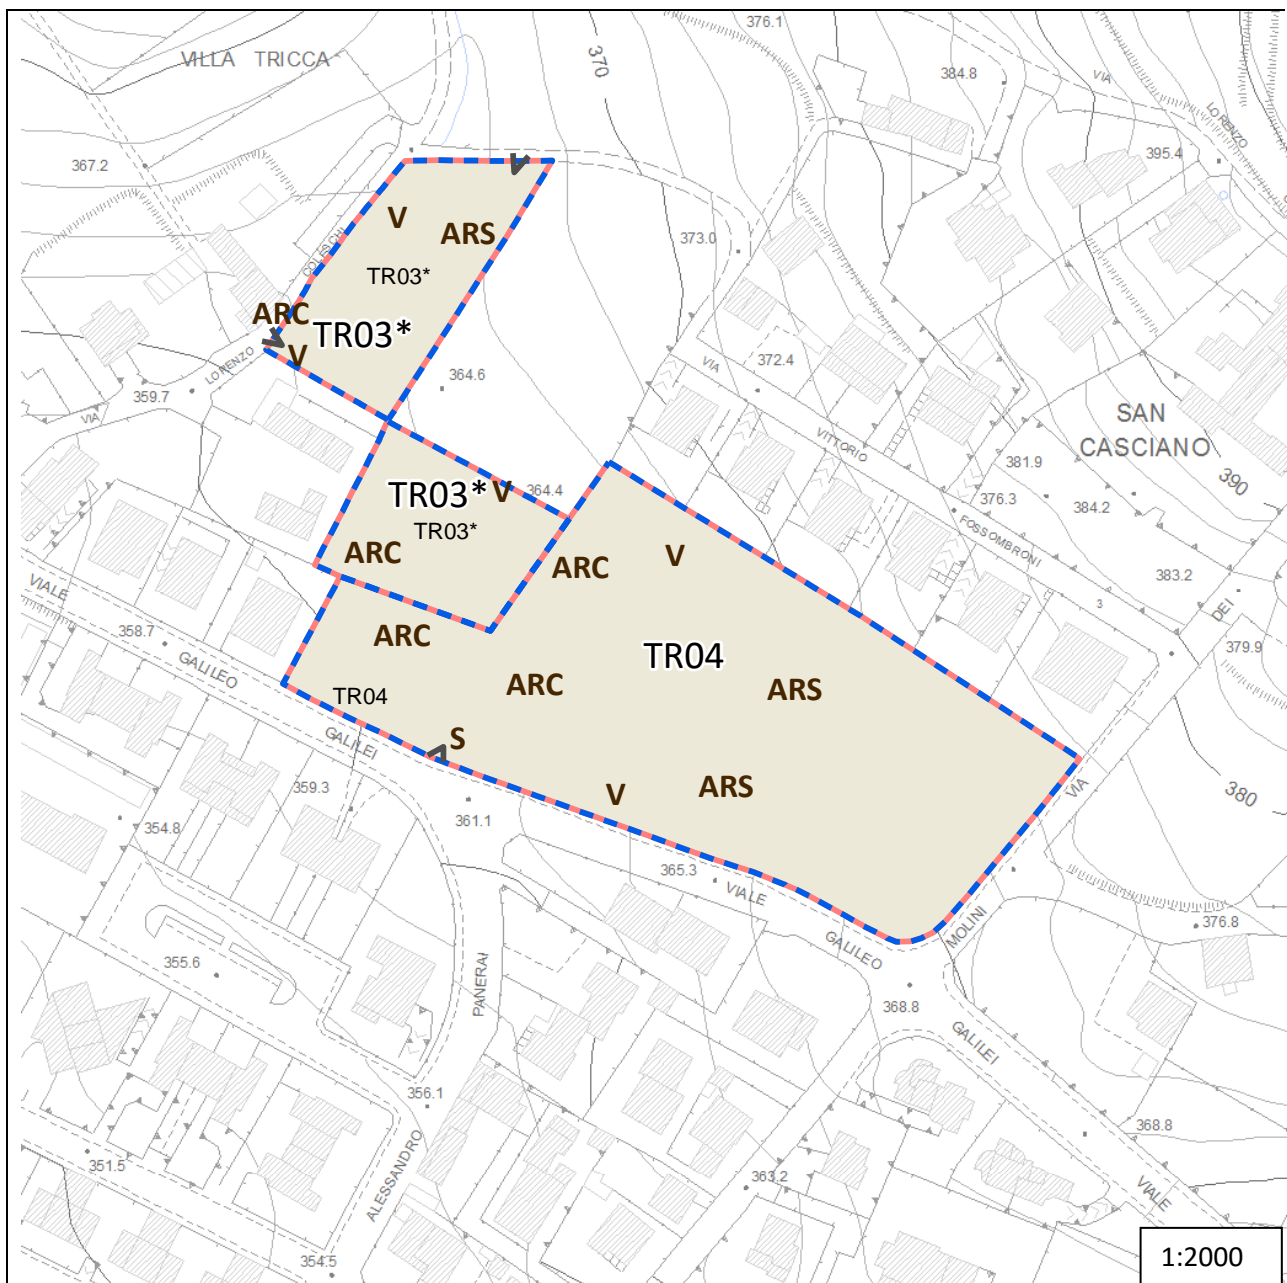 376.1
VILLA TRICCA
370
384.8
VIA
LORENZO
367.2
395.4
V
ARS
373.0
COLESCHI
TR03*
ARC
TR03*
V
LORENZO
VIA
359.7
364.6
VIA
372.4
SAN
CASCIANO
VITTORIO
381.9
390
376.3
384.2
TR03*
V
364.4
TR03*
FOSSOMBRONI
ARC
ARC
V
383.2
VIALE
3
DEI
358.7
ARC
379.9
GALILEO
TR04
ARC
ARS
TR04
GALILEI
S
359.3
V
ARS
VIA
380
354.8
361.1
365.3
VIALE
MOLINI
376.8
GALILEO
355.6
PANERAI
368.8
GALILEI
356.1
368.8
351.5
ALESSANDRO
363.2
VIALE
354.5
1:2000